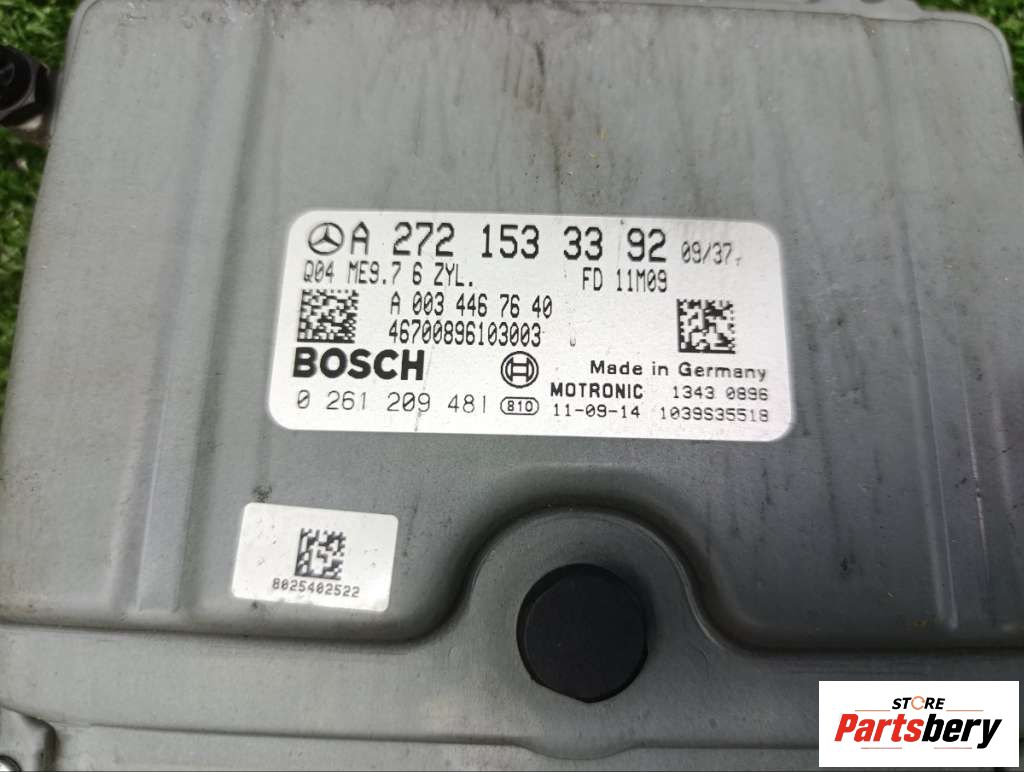 A 272 153 33 92 09/37
Q04 ME9.7 6 ZYL. FD 11M09
A 003 446 76 40
46700896103003
BOSCH
Made in Germany
MOTRONIC 1343 0896
0 261 209 481 810 11-09-14 1039S35518
8025402522
STORE
Partsbery